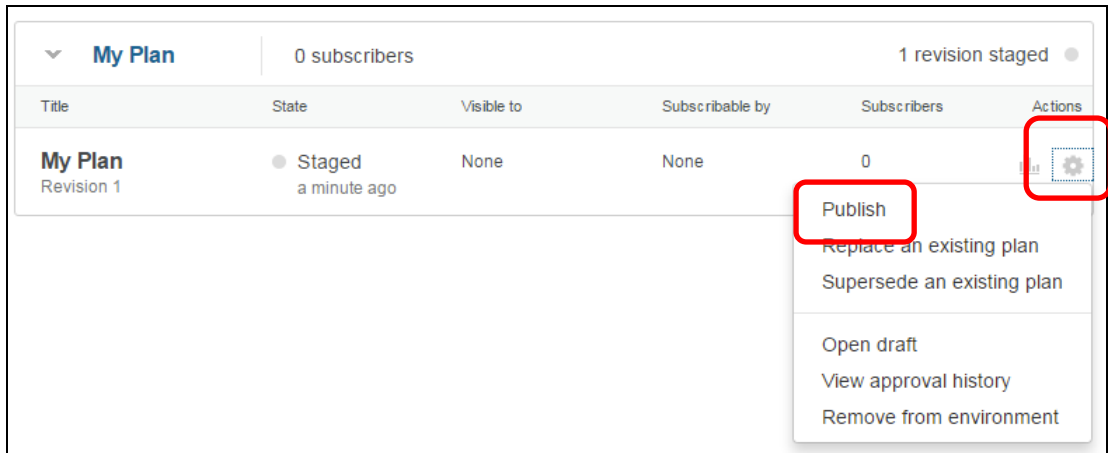 My Plan 0 subscribers 1 revision staged
Title State Visible to Subscribable by Subscribers Actions
My Plan Staged None None 0
Revision 1 a minute ago
Publish
Replace an existing plan
Supersede an existing plan
Open draft
View approval history
Remove from environment